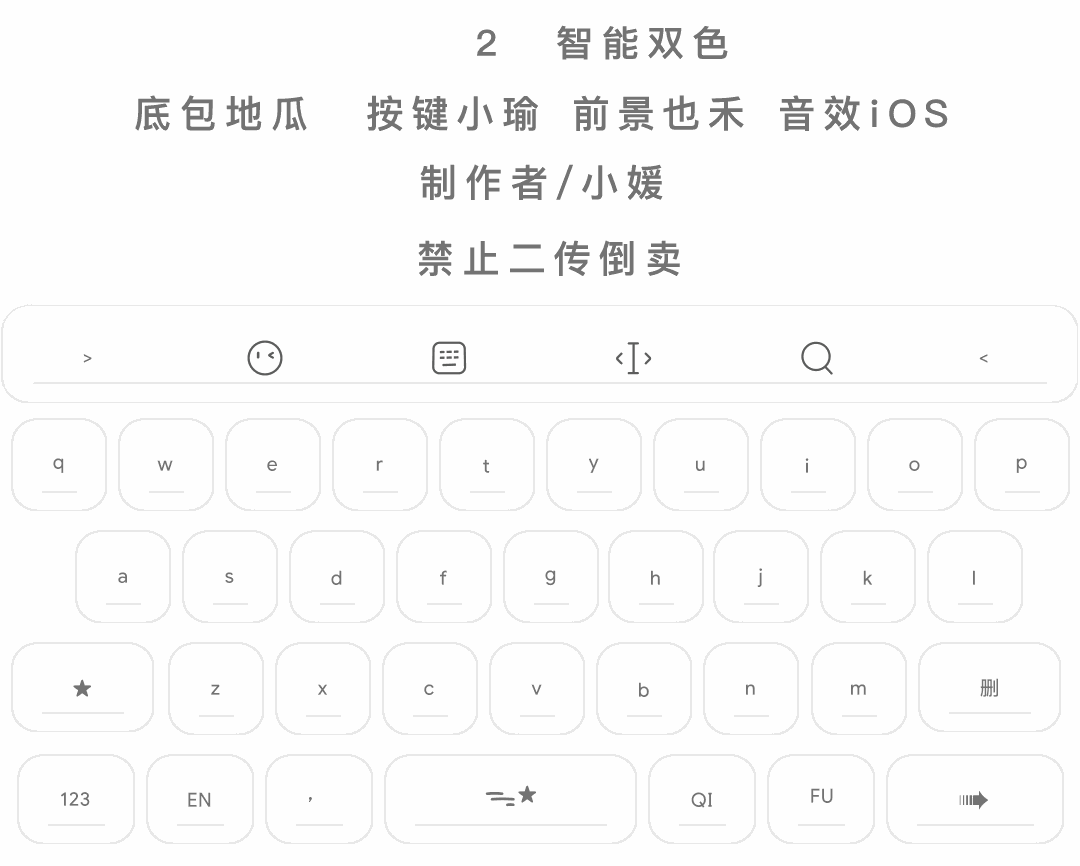 2 智能双色
底包地瓜 按键小瑜 前景也禾 音效iOS
制作者/小媛
禁止二传倒卖
> <
q w e r t y u i o p
a s d f g h j k l
★ z x c v b n m 删
123 EN , ★ QI FU